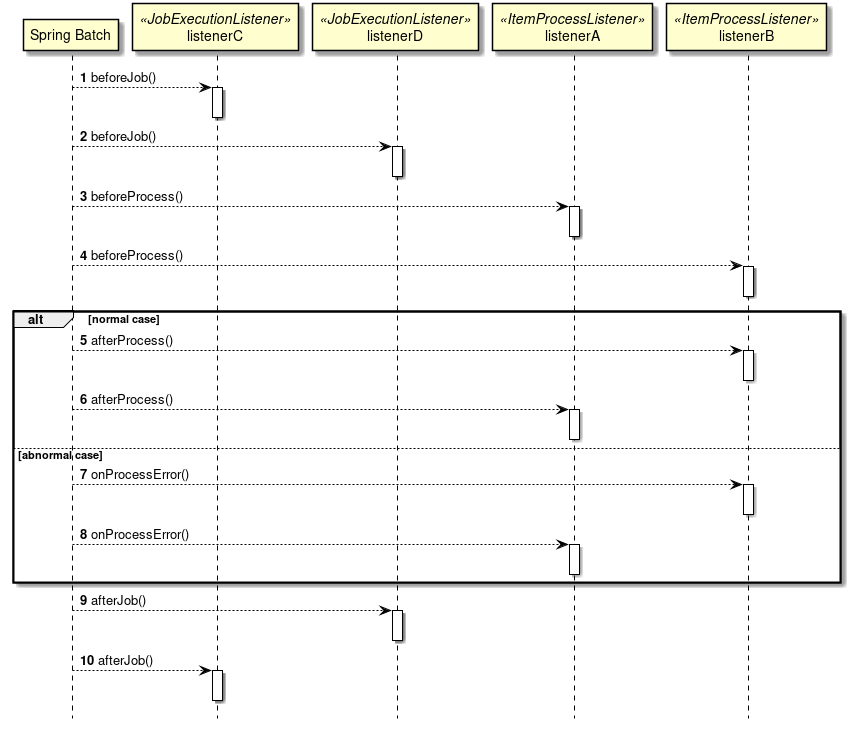 Spring Batch
«JobExecutionListener»
listenerC
«JobExecutionListener»
listenerD
«ItemProcessListener»
listenerA
«ItemProcessListener»
listenerB
1 beforeJob()
2 beforeJob()
3 beforeProcess()
4 beforeProcess()
alt [normal case]
5 afterProcess()
6 afterProcess()
[abnormal case]
7 onProcessError()
8 onProcessError()
9 afterJob()
10 afterJob()